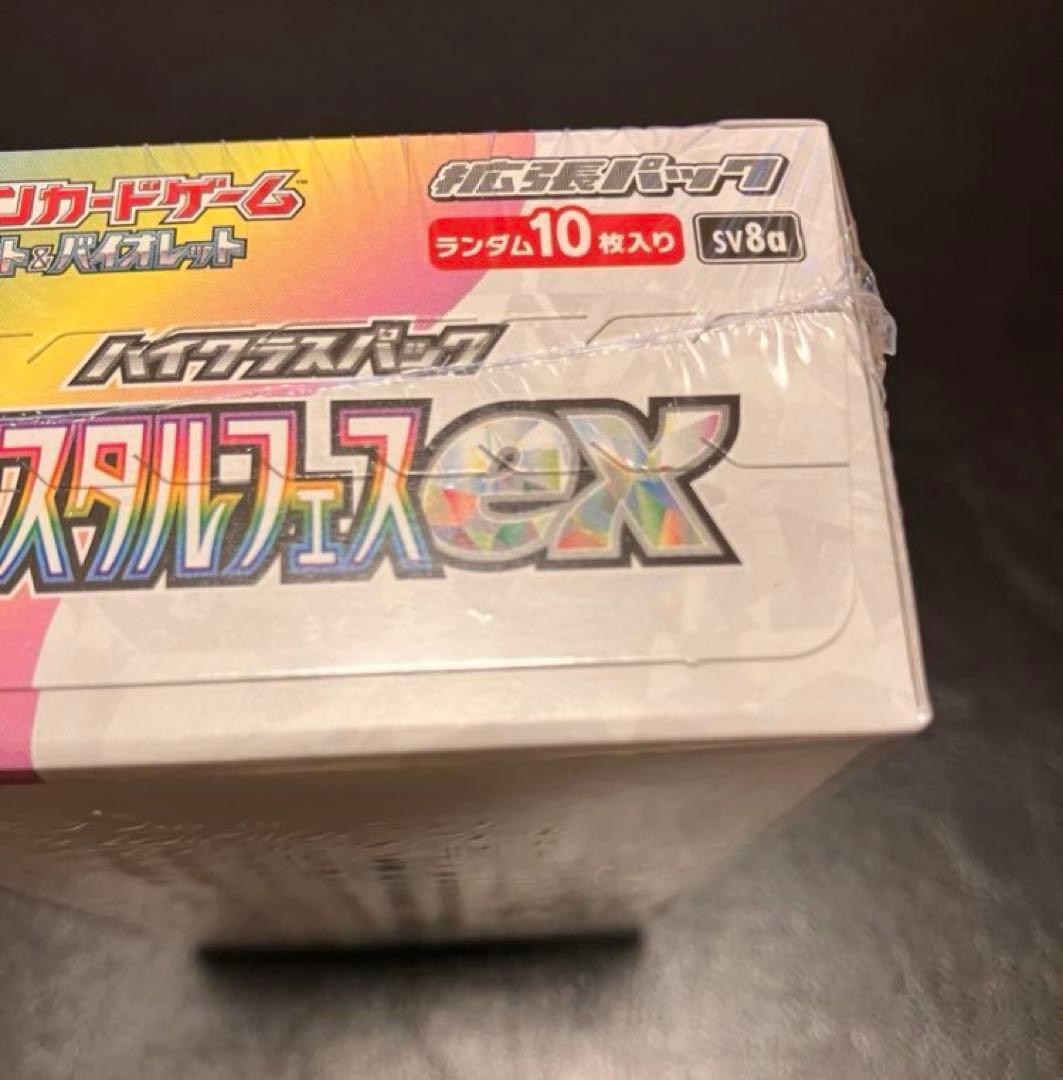 ンカードゲーム™
ト&バイオレット
拡張パック
ランダム10枚入り
SV8a
ハイクラスパック
スタルフェスex